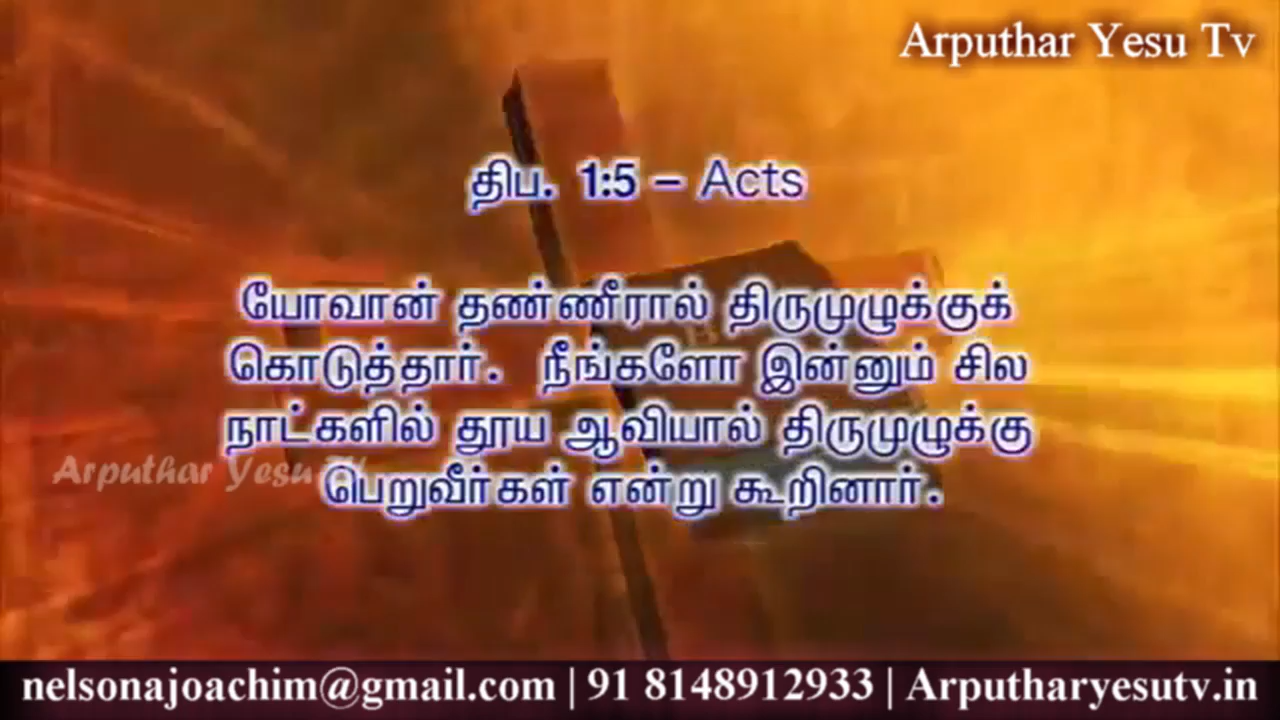 Arputhar Yesu Tv
திப. 1:5 – Acts
யோவான் தண்ணீரால் திருமுழுக்குக்
கொடுத்தார். நீங்களோ இன்னும் சில
நாட்களில் தூய ஆவியால் திருமுழுக்கு
Arputhar Yesu Tv
பெறுவீர்கள் என்று கூறினார்.
nelsonajoachim@gmail.com | 91 8148912933 | Arputharyesutv.in